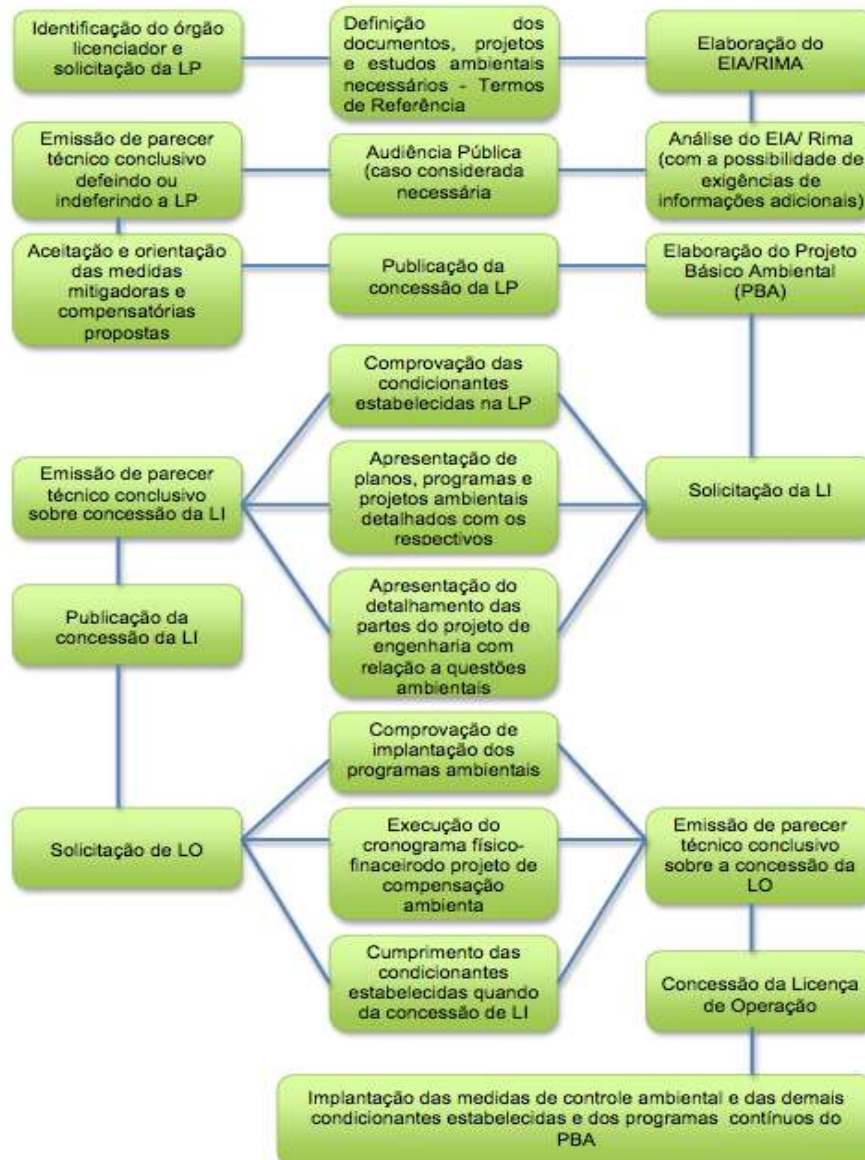 Identificação do órgão
licenciador e
solicitação da LP
Definição dos
documentos, projetos
e estudos ambientais
necessários - Termos
de Referência
Elaboração do
EIA/RIMA
Análise do EIA/ Rima
(com a possibilidade de
exigências de
informações adicionais)
Audiência Pública
(caso considerada
necessária
Emissão de parecer
técnico conclusivo
defeindo ou
indeferindo a LP
Aceitação e orientação
das medidas
mitigadoras e
compensatórias
propostas
Publicação da
concessão da LP
Elaboração do Projeto
Básico Ambiental
(PBA)
Solicitação da LI
Comprovação das
condicionantes
estabelecidas na LP
Apresentação de
planos, programas e
projetos ambientais
detalhados com os
respectivos
Apresentação do
detalhamento das
partes do projeto de
engenharia com
relação a questões
ambientais
Emissão de parecer
técnico conclusivo
sobre concessão da LI
Publicação da
concessão da LI
Solicitação de LO
Comprovação de
implantação dos
programas ambientais
Execução do
cronograma físico-
finaceirodo projeto de
compensação
ambienta
Cumprimento das
condicionantes
estabelecidas quando
da concessão de LI
Emissão de parecer
técnico conclusivo
sobre a concessão da
LO
Concessão da Licença
de Operação
Implantação das medidas de controle ambiental e das demais
condicionantes estabelecidas e dos programas contínuos do
PBA